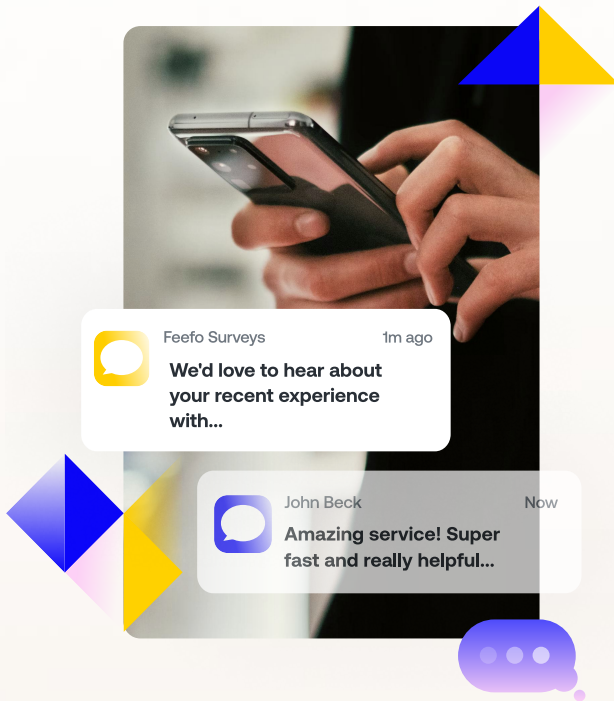 Feefo Surveys
1m ago
We'd love to hear about
your recent experience
with...
John Beck
Now
Amazing service! Super
fast and really helpful...